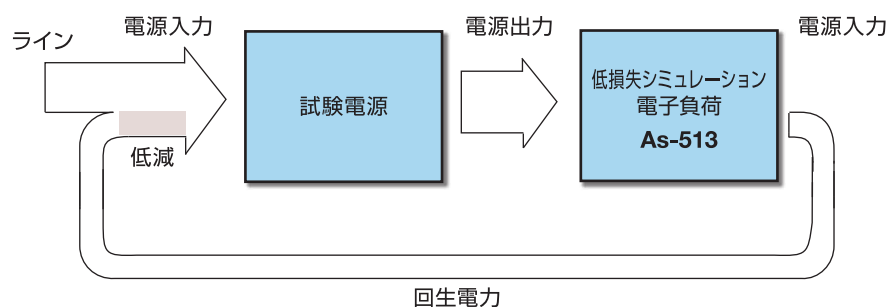 ライン
電源入力
電源出力
電源入力
試験電源
低損失シミュレーション
電子負荷
As-513
低減
回生電力